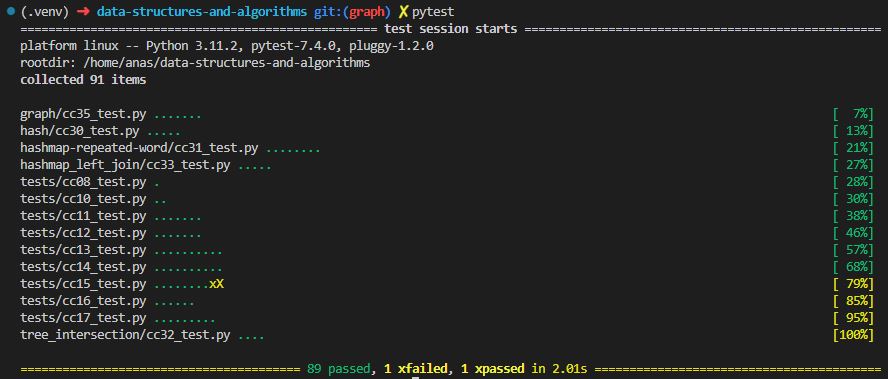 (.venv) ➜ data-structures-and-algorithms git:(graph) ✗ pytest
================================================== test session starts ==================================================
platform linux -- Python 3.11.2, pytest-7.4.0, pluggy-1.2.0
rootdir: /home/anas/data-structures-and-algorithms
collected 91 items
graph/cc35_test.py ....... [ 7%]
hash/cc30_test.py ..... [ 13%]
hashmap-repeated-word/cc31_test.py ........ [ 21%]
hashmap_left_join/cc33_test.py ..... [ 27%]
tests/cc08_test.py . [ 28%]
tests/cc10_test.py .. [ 30%]
tests/cc11_test.py ....... [ 38%]
tests/cc12_test.py ....... [ 46%]
tests/cc13_test.py .......... [ 57%]
tests/cc14_test.py .......... [ 68%]
tests/cc15_test.py ........xX [ 79%]
tests/cc16_test.py ...... [ 85%]
tests/cc17_test.py ......... [ 95%]
tree_intersection/cc32_test.py .... [100%]
======================================= 89 passed, 1 xfailed, 1 xpassed in 2.01s ========================================